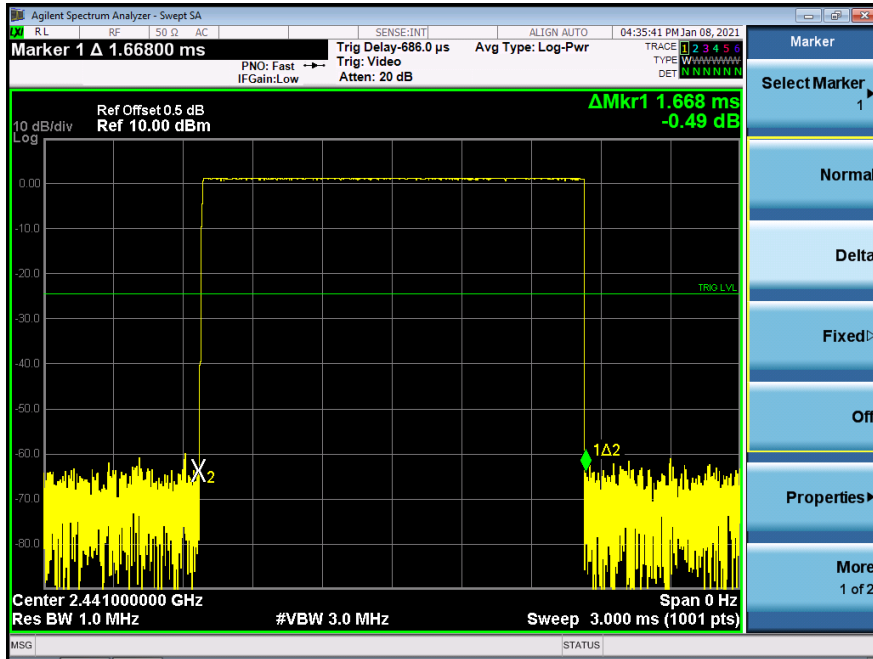 Agilent Spectrum Analyzer - Swept SA
LXI RL RF 50 Ω AC SENSE:INT ALIGN AUTO 04:35:41 PM Jan 08, 2021
Marker 1 Δ 1.66800 ms
PNO: Fast
IFGain:Low
Trig Delay-686.0 µs
Trig: Video
Atten: 20 dB
Avg Type: Log-Pwr
TRACE 1 2 3 4 5 6
TYPE WWWWWW
DET N N N N N N
Marker
Select Marker
1
Normal
Delta
Fixed
Off
Properties
More
1 of 2
ΔMkr1 1.668 ms
-0.49 dB
Ref Offset 0.5 dB
10 dB/div Ref 10.00 dBm
Log
0.00
-10.0
-20.0
TRIG LVL
-30.0
-40.0
-50.0
-60.0
1Δ2
X2
-70.0
-80.0
Center 2.441000000 GHz Span 0 Hz
Res BW 1.0 MHz #VBW 3.0 MHz Sweep 3.000 ms (1001 pts)
MSG STATUS